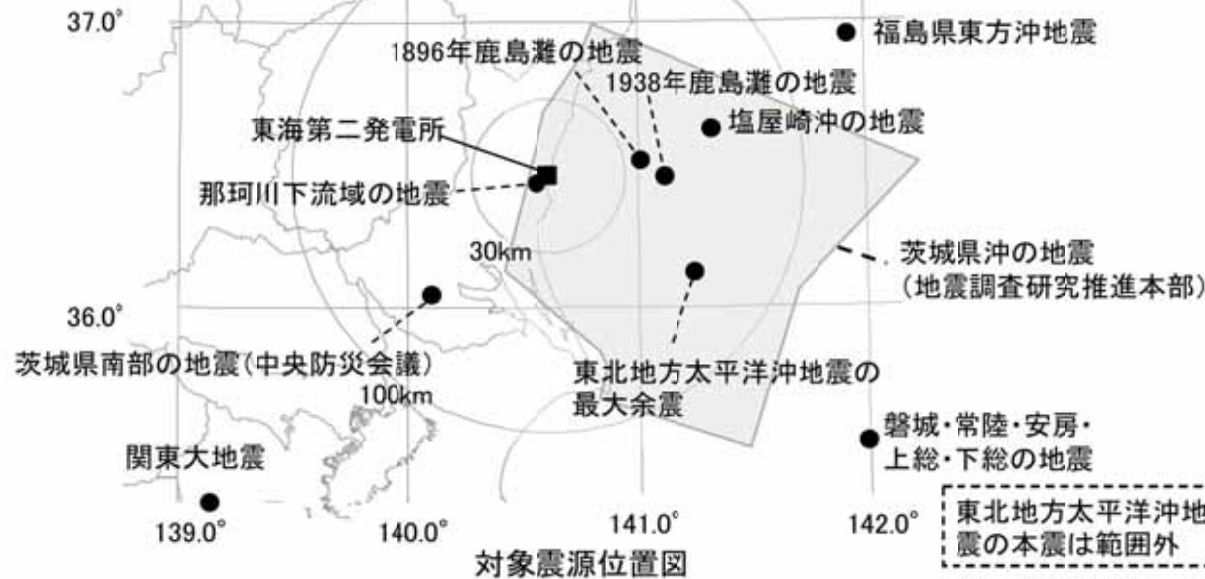 37.0°
福島県東方沖地震
1896年鹿島灘の地震
1938年鹿島灘の地震
東海第二発電所
塩屋崎沖の地震
那珂川下流域の地震
30km
茨城県沖の地震
(地震調査研究推進本部)
36.0°
茨城県南部の地震(中央防災会議)
100km
東北地方太平洋沖地震の
最大余震
関東大地震
磐城・常陸・安房・
上総・下総の地震
139.0°
140.0°
141.0°
142.0°
東北地方太平洋沖地
震の本震は範囲外
対象震源位置図